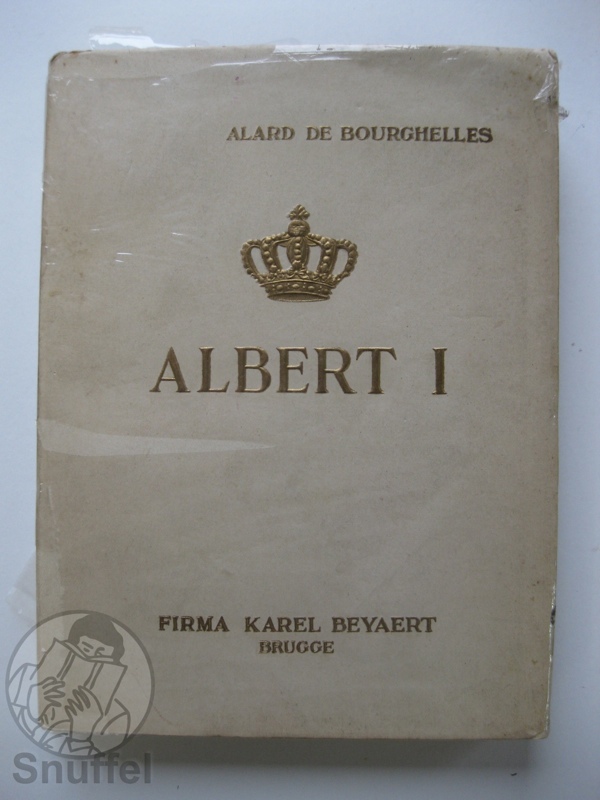 ALARD DE BOURGHELLES
ALBERT I
FIRMA KAREL BEYAERT
BRUGGE
Snuffel